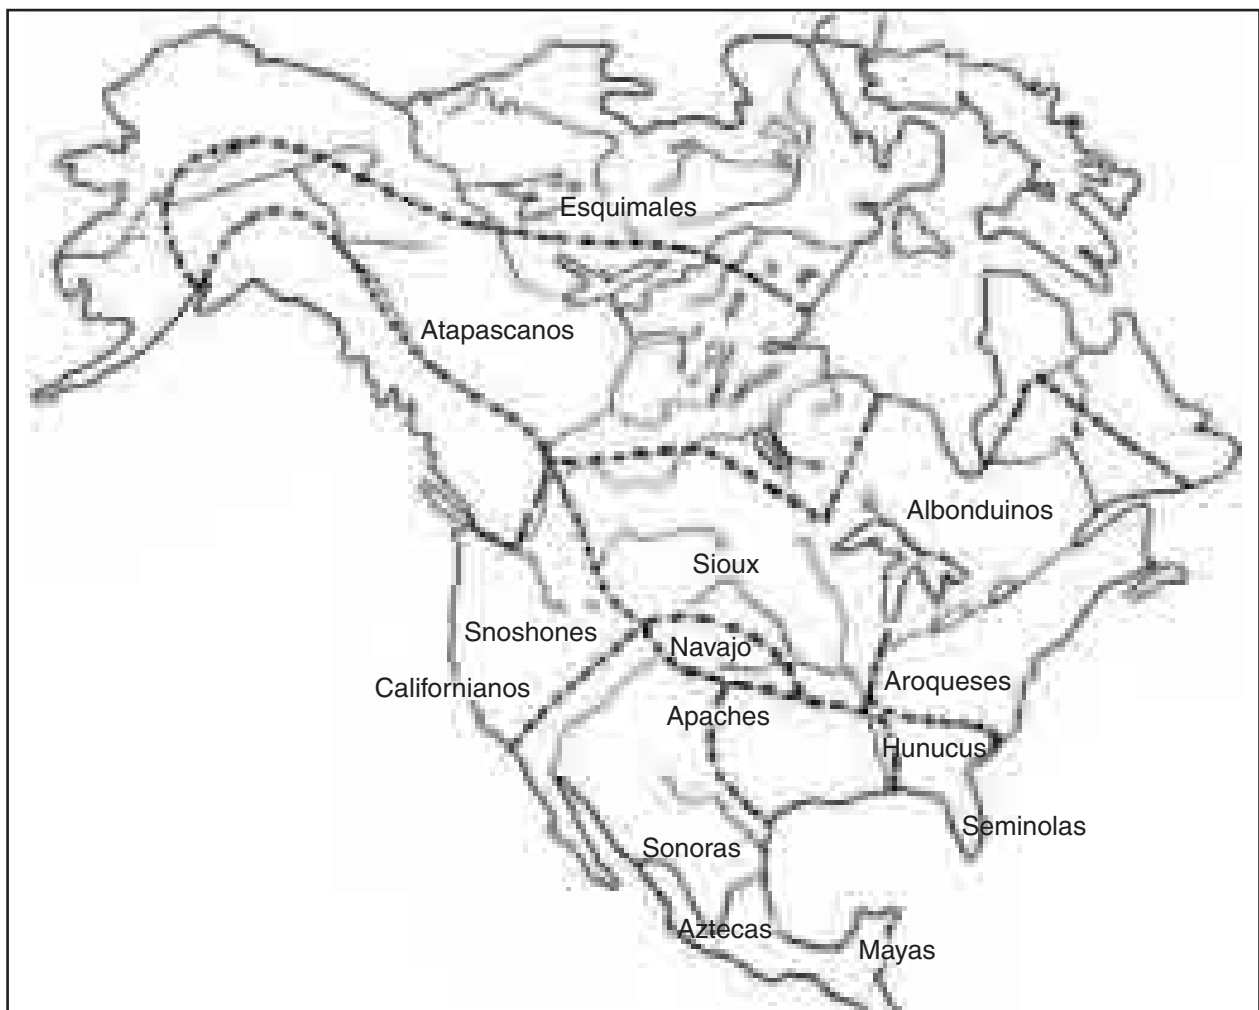 Esquimales
Atapascanos
Albonduinos
Sioux
Snoshones
Navajo
Californianos
Aroqueses
Apaches
Hunucus
Seminolas
Sonoras
Aztecas
Mayas